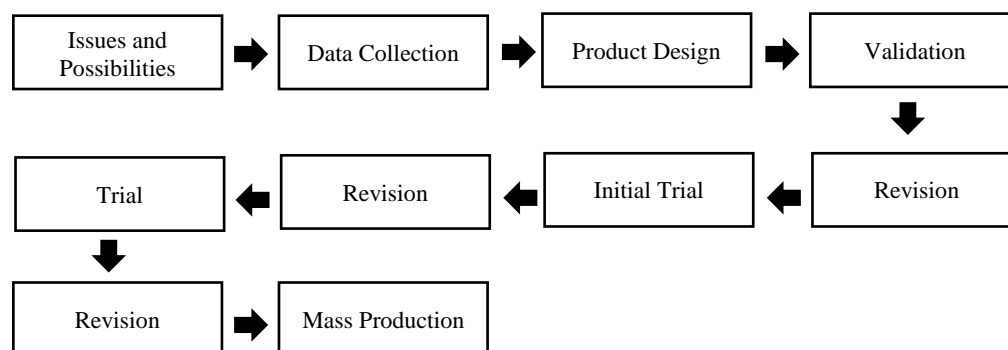 Issues and
Possibilities
Data Collection
Product Design
Validation
Revision
Initial Trial
Revision
Trial
Revision
Mass Production